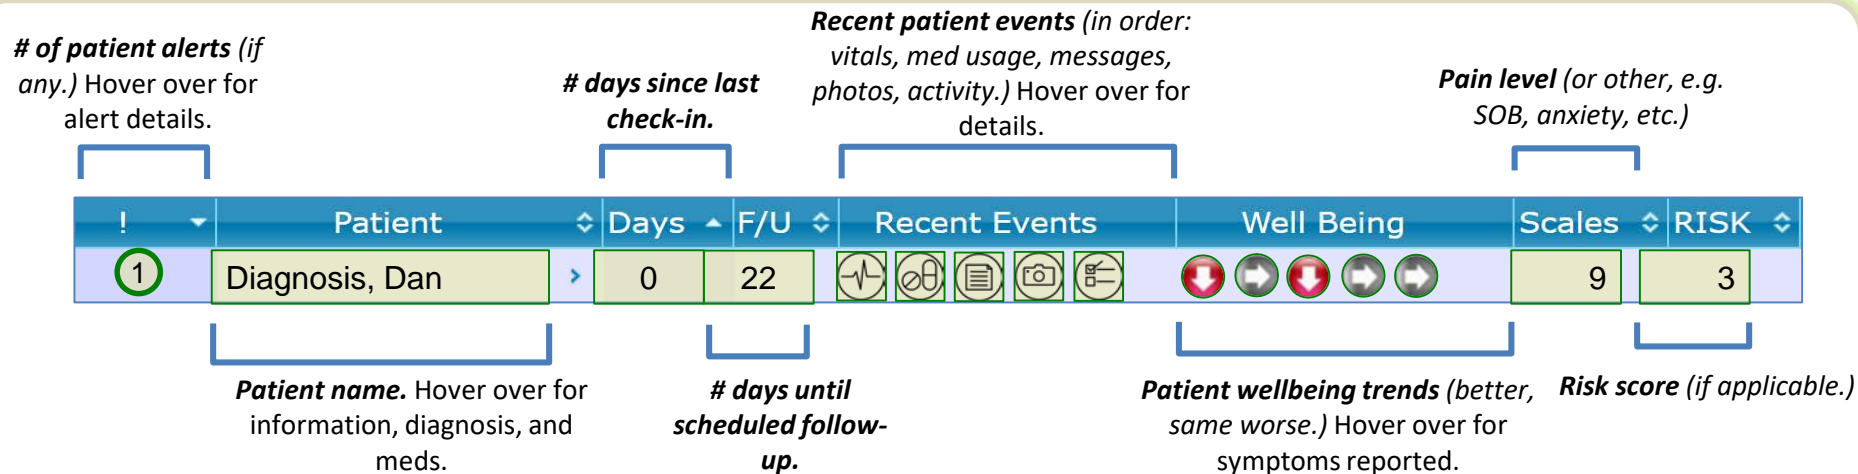 # of patient alerts (if
any.) Hover over for
alert details.
# days since last
check-in.
Recent patient events (in order:
vitals, med usage, messages,
photos, activity.) Hover over for
details.
Pain level (or other, e.g.
SOB, anxiety, etc.)
! Patient Days F/U Recent Events Well Being Scales RISK
1 Diagnosis, Dan > 0 22 9 3
Patient name. Hover over for
information, diagnosis, and
meds.
# days until
scheduled follow-
up.
Patient wellbeing trends (better,
same worse.) Hover over for
symptoms reported.
Risk score (if applicable.)